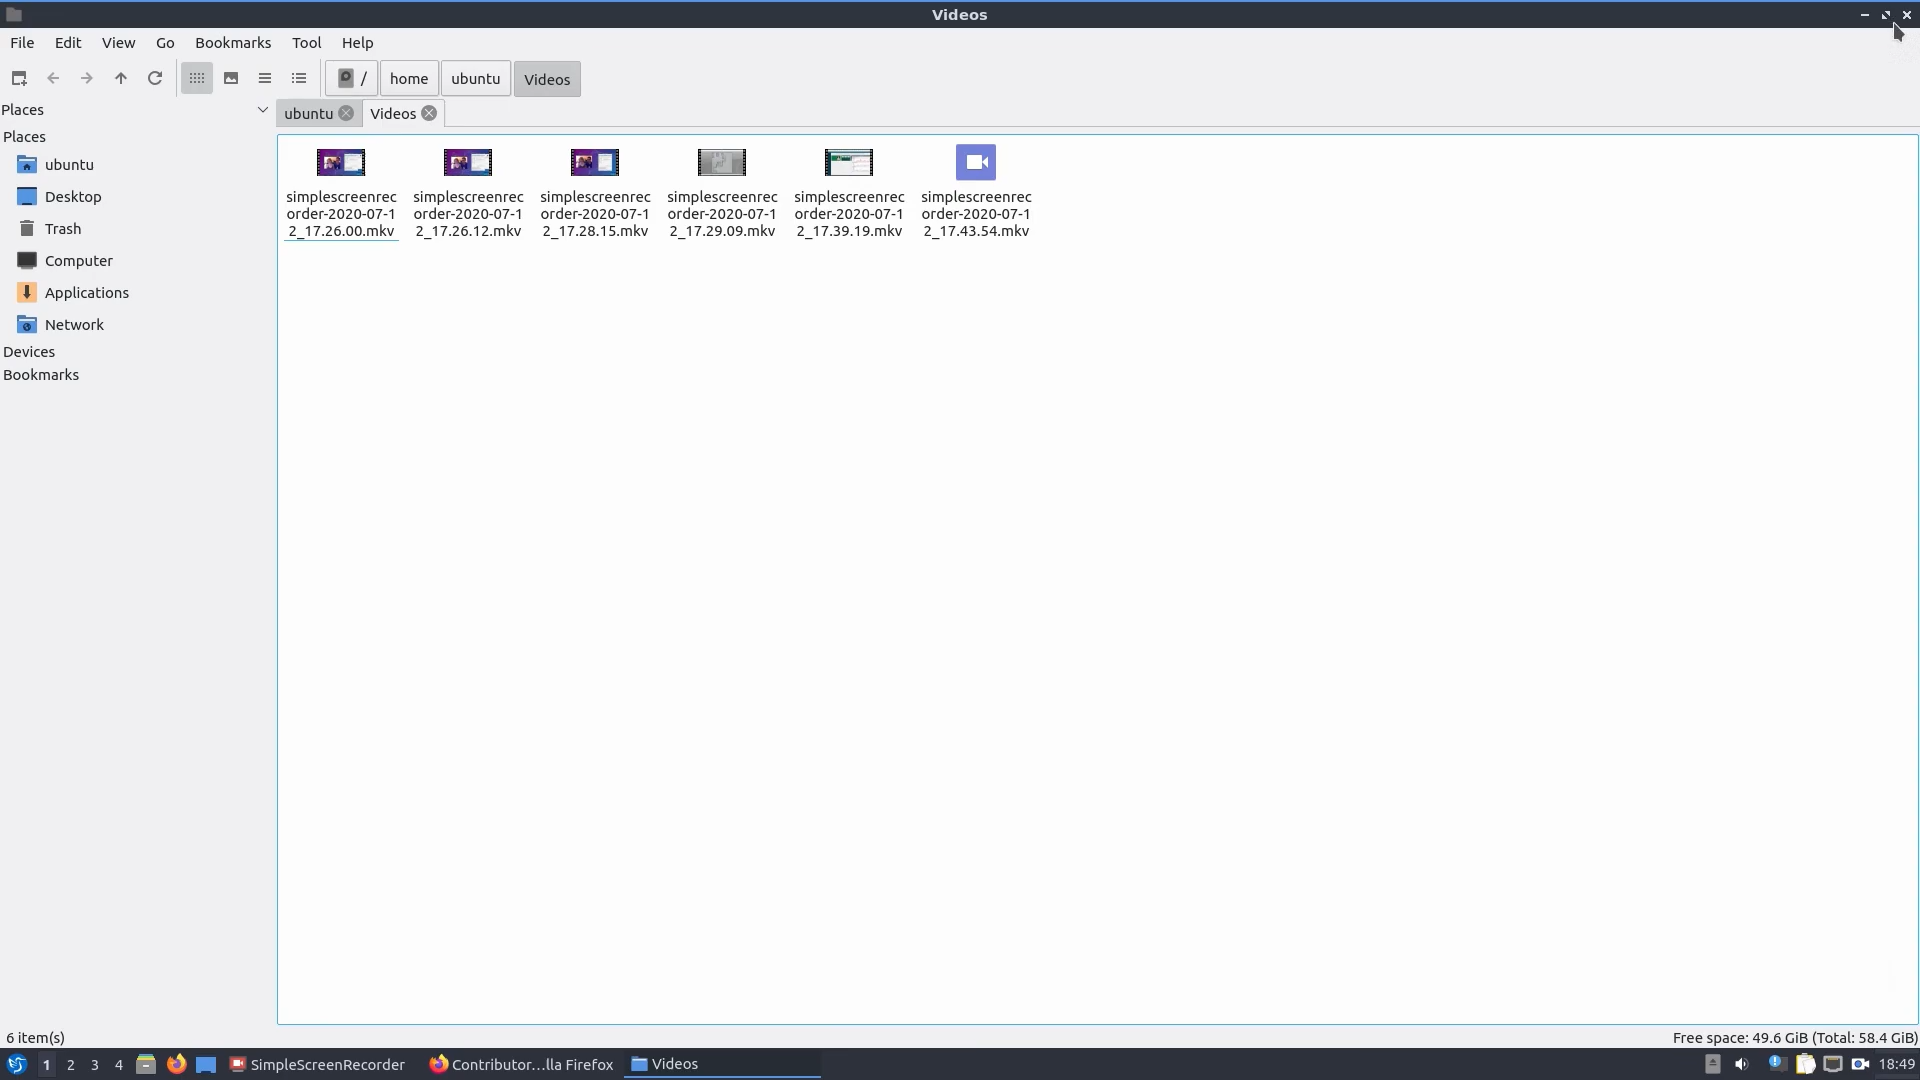 Videos
File Edit View Go Bookmarks Tool Help
/ home ubuntu Videos
Places
ubuntu Videos
Places
ubuntu
Desktop
Trash
Computer
Applications
Network
Devices
Bookmarks
simplescreenrec
order-2020-07-1
2_17.26.00.mkv
simplescreenrec
order-2020-07-1
2_17.26.12.mkv
simplescreenrec
order-2020-07-1
2_17.28.15.mkv
simplescreenrec
order-2020-07-1
2_17.29.09.mkv
simplescreenrec
order-2020-07-1
2_17.39.19.mkv
simplescreenrec
order-2020-07-1
2_17.43.54.mkv
6 item(s)
Free space: 49.6 GiB (Total: 58.4 GiB)
1 2 3 4 SimpleScreenRecorder Contributor...lla Firefox Videos 18:49